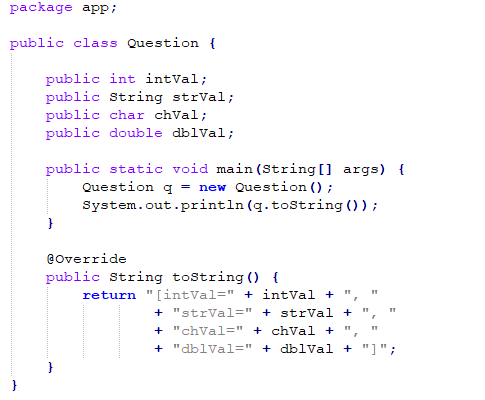 package app;
public class Question {
public int intVal;
public String strVal;
public char chVal;
public double dblVal;
public static void main(String[] args) {
Question q = new Question();
System.out.println(q.toString());
}
@Override
public String toString() {
return "[intVal=" + intVal + ", "
+ "strVal=" + strVal + ", "
+ "chVal=" + chVal + ", "
+ "dblVal=" + dblVal + "]";
}
}